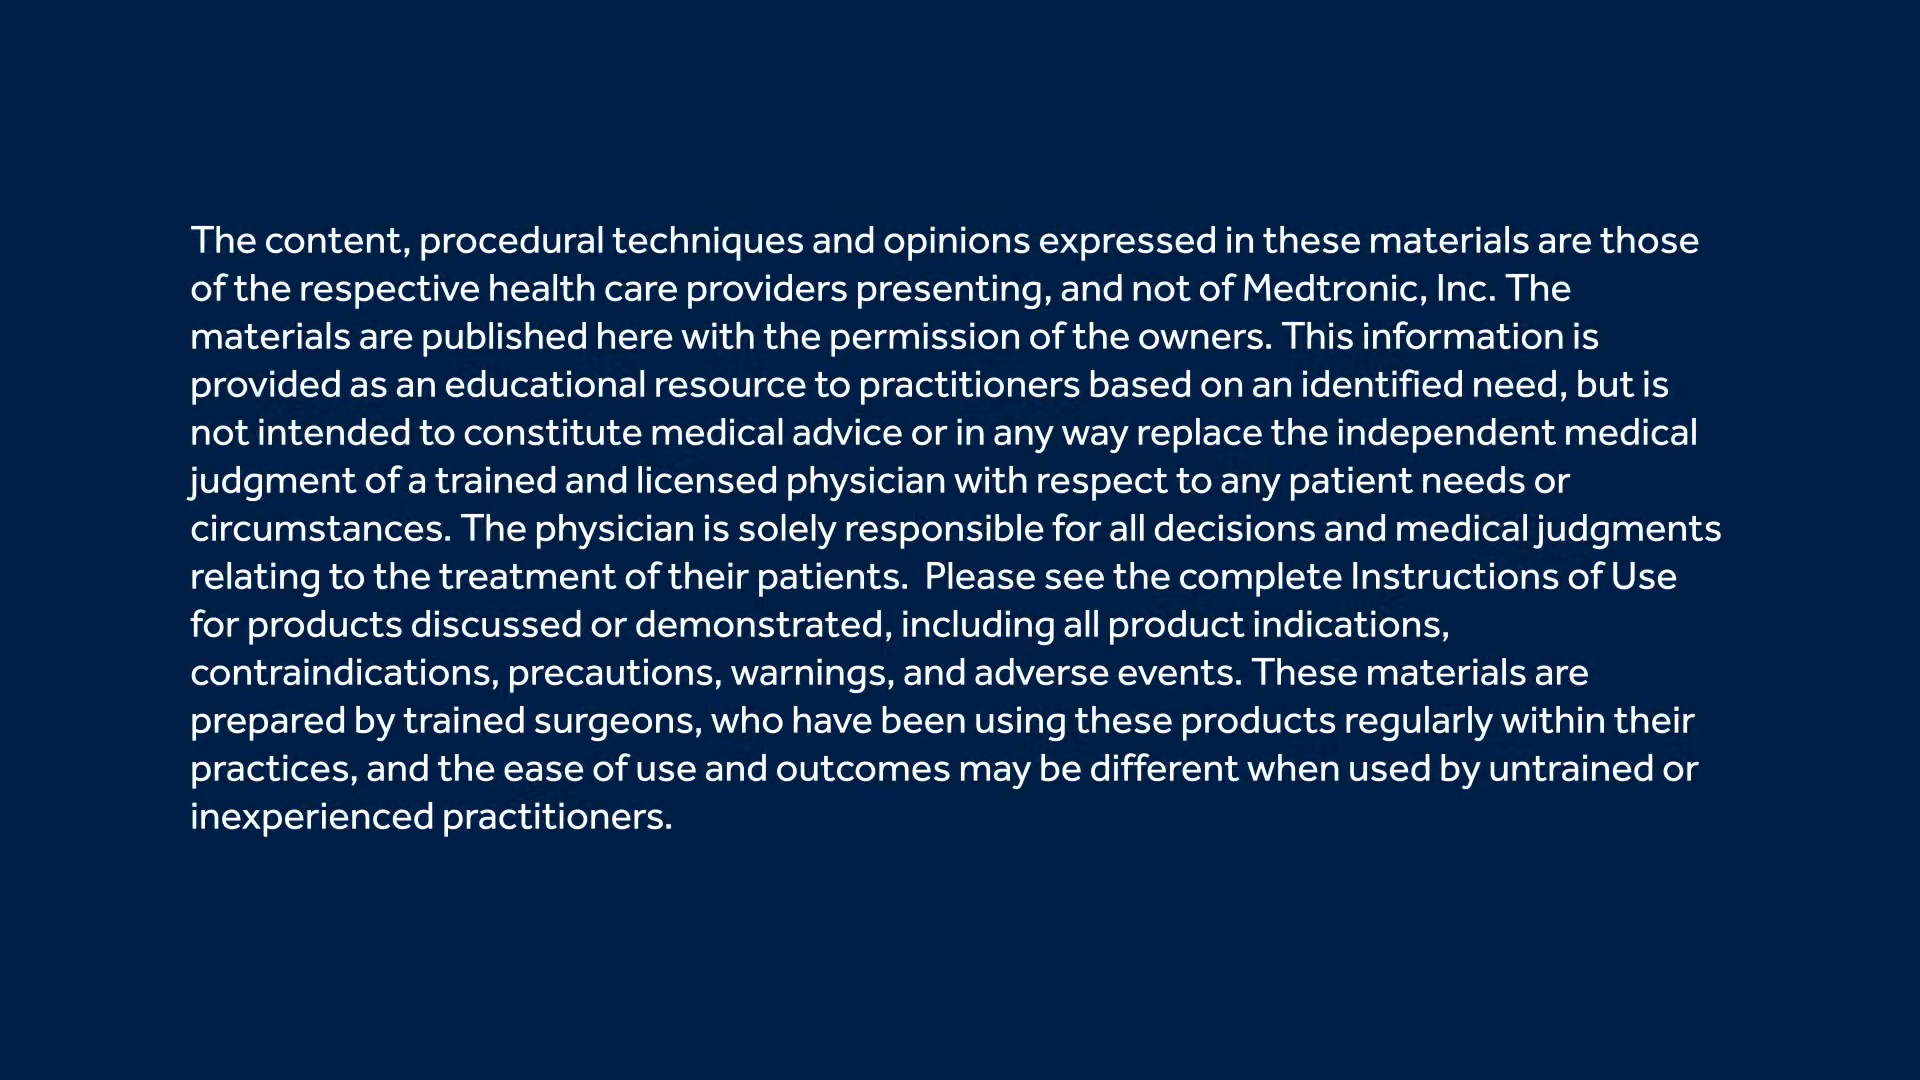 The content, procedural techniques and opinions expressed in these materials are those
of the respective health care providers presenting, and not of Medtronic, Inc. The
materials are published here with the permission of the owners. This information is
provided as an educational resource to practitioners based on an identified need, but is
not intended to constitute medical advice or in any way replace the independent medical
judgment of a trained and licensed physician with respect to any patient needs or
circumstances. The physician is solely responsible for all decisions and medical judgments
relating to the treatment of their patients.  Please see the complete Instructions of Use
for products discussed or demonstrated, including all product indications,
contraindications, precautions, warnings, and adverse events. These materials are
prepared by trained surgeons, who have been using these products regularly within their
practices, and the ease of use and outcomes may be different when used by untrained or
inexperienced practitioners.